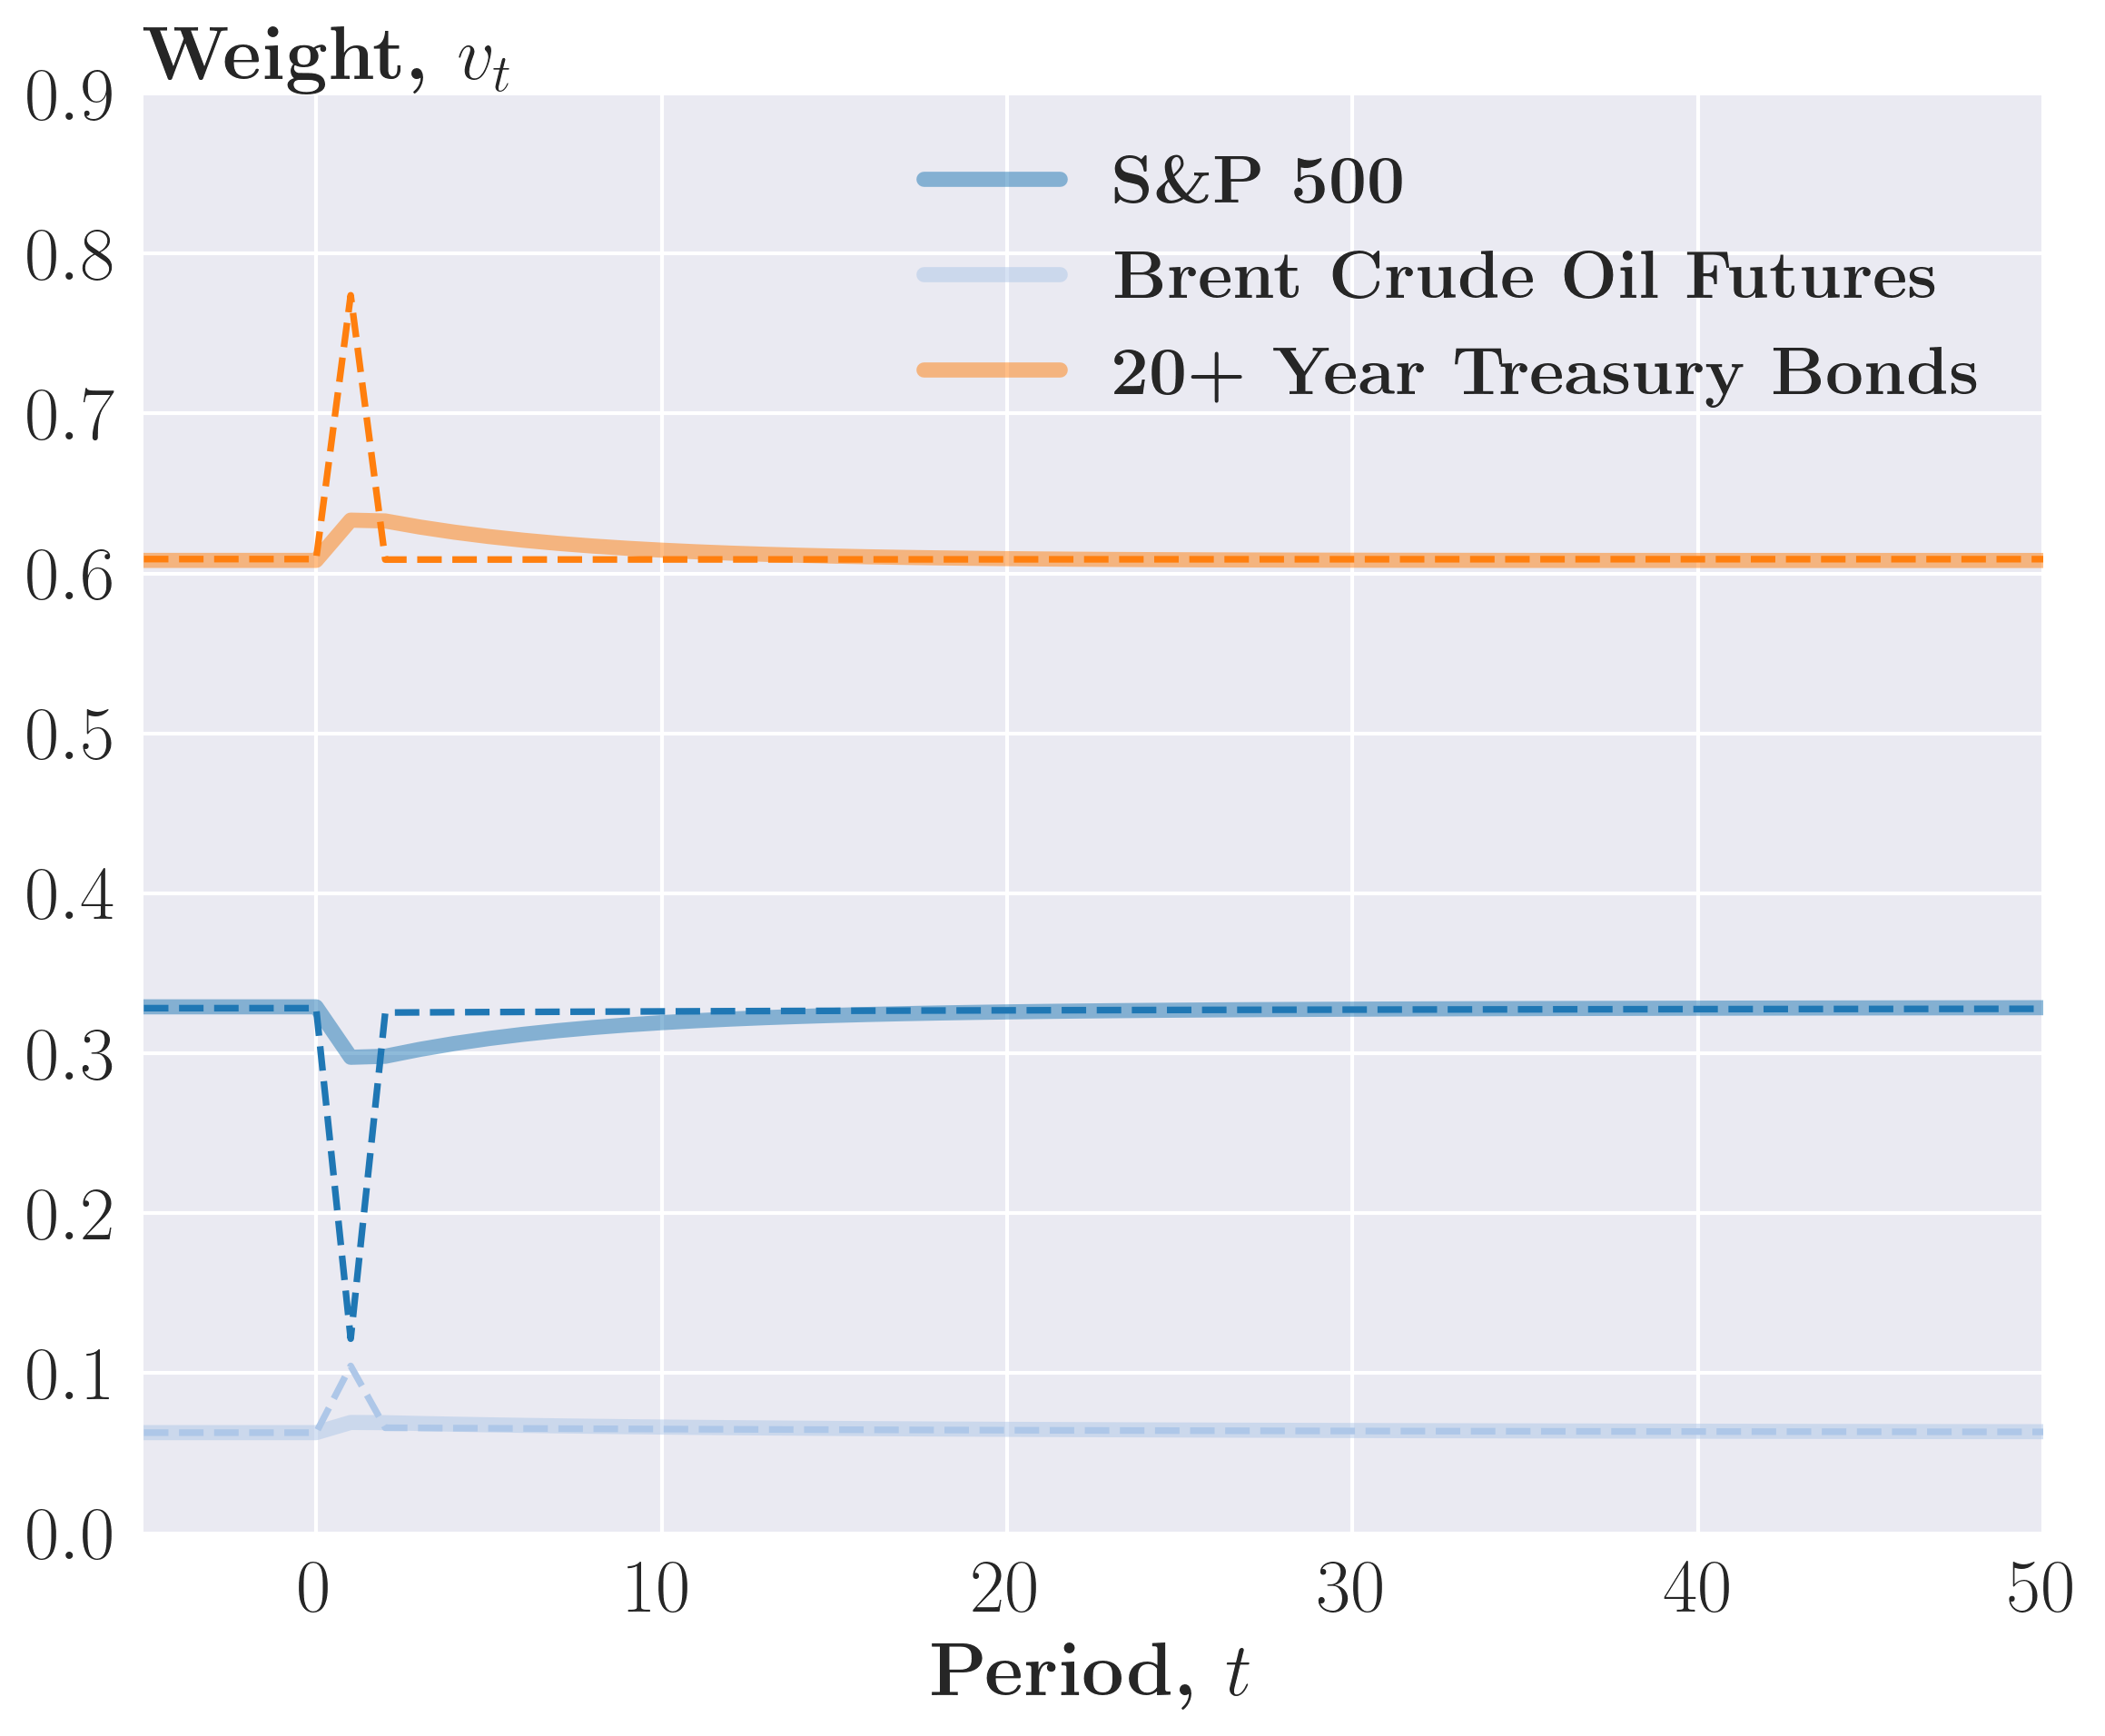 Weight, v_t
0.9
0.8
0.7
0.6
0.5
0.4
0.3
0.2
0.1
0.0
S&P 500
Brent Crude Oil Futures
20+ Year Treasury Bonds
0 10 20 30 40 50
Period, t